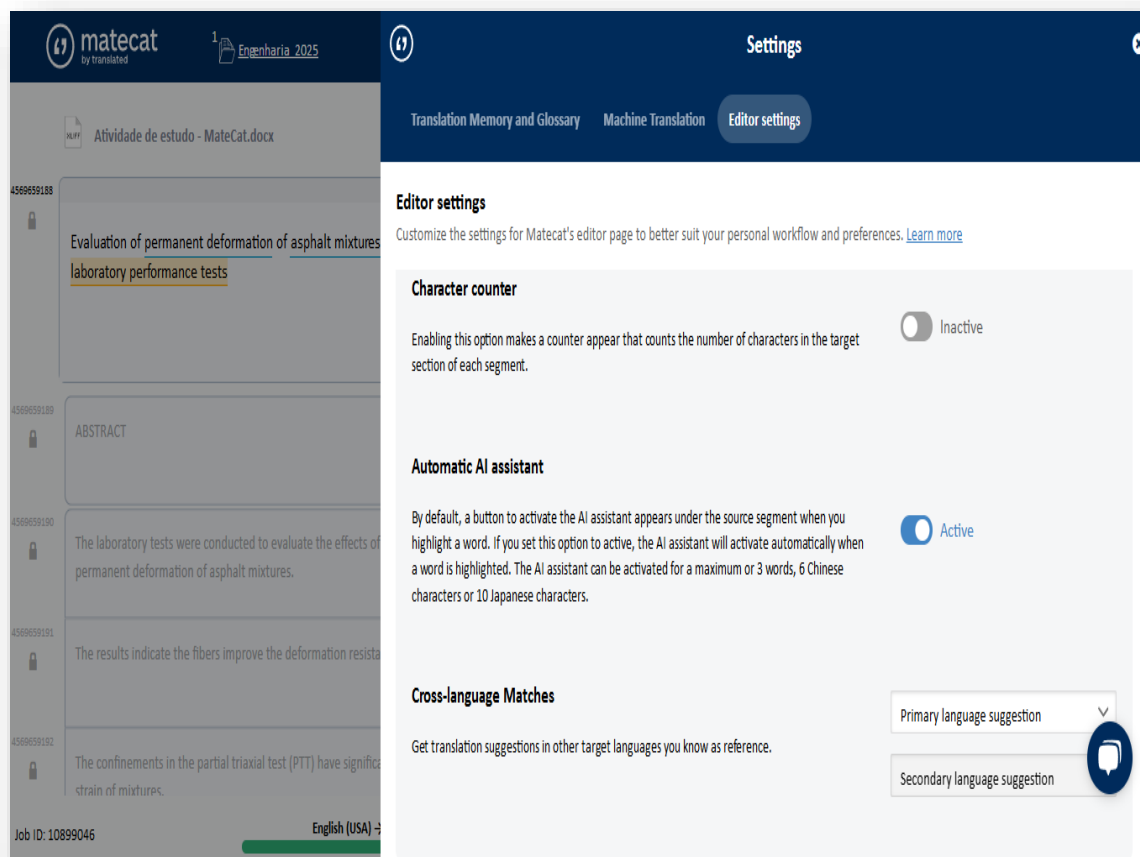 matecat
by translated
1
Engenharia 2025
Settings
Translation Memory and Glossary
Machine Translation
Editor settings
XLIFF
Atividade de estudo - MateCat.docx
4569659188
Evaluation of permanent deformation of asphalt mixtures
laboratory performance tests
4569659189
ABSTRACT
4569659190
The laboratory tests were conducted to evaluate the effects of
permanent deformation of asphalt mixtures.
4569659191
The results indicate the fibers improve the deformation resista
4569659192
The confinements in the partial triaxial test (PTT) have significa
strain of mixtures.
Job ID: 10899046
English (USA) →
Editor settings
Customize the settings for Matecat's editor page to better suit your personal workflow and preferences. Learn more
Character counter
Enabling this option makes a counter appear that counts the number of characters in the target
section of each segment.
Inactive
Automatic AI assistant
By default, a button to activate the AI assistant appears under the source segment when you
highlight a word. If you set this option to active, the AI assistant will activate automatically when
a word is highlighted. The AI assistant can be activated for a maximum or 3 words, 6 Chinese
characters or 10 Japanese characters.
Active
Cross-language Matches
Get translation suggestions in other target languages you know as reference.
Primary language suggestion
Secondary language suggestion